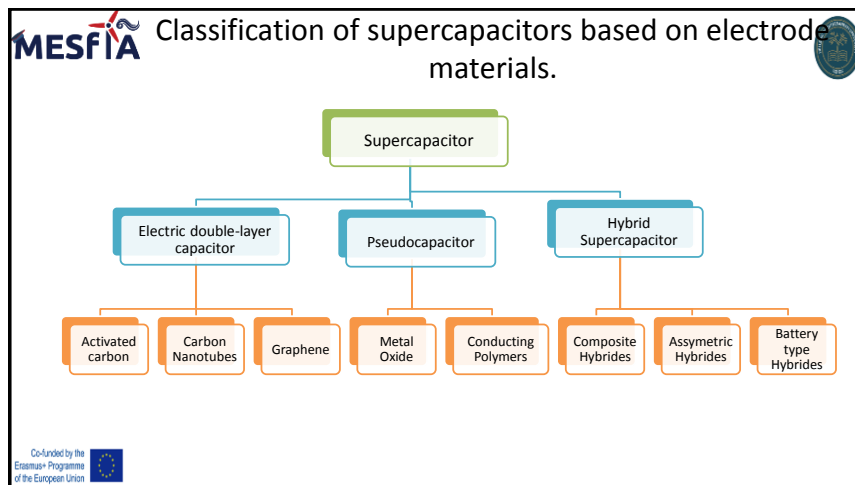 MESFIA
Classification of supercapacitors based on electrode
materials.
Supercapacitor
Electric double-layer
capacitor
Pseudocapacitor
Hybrid
Supercapacitor
Activated
carbon
Carbon
Nanotubes
Graphene
Metal
Oxide
Conducting
Polymers
Composite
Hybrides
Assymetric
Hybrides
Battery
type
Hybrides
Co-funded by the
Erasmus+ Programme
of the European Union